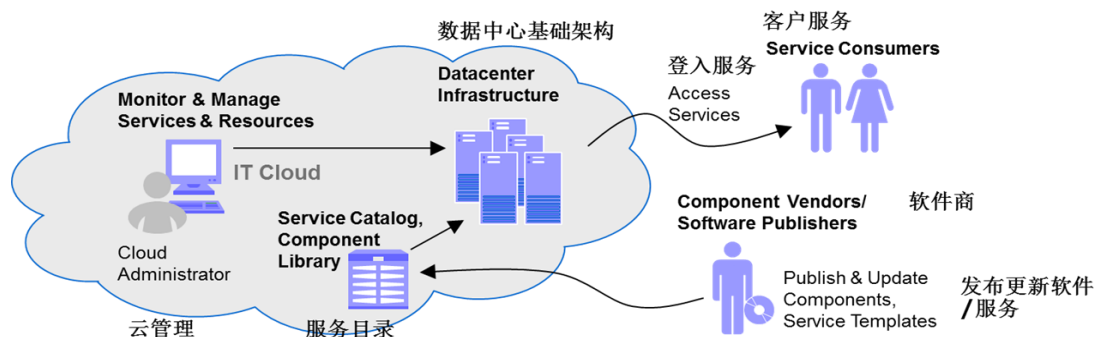 数据中心基础架构
客户服务
Service Consumers
登入服务
Access
Services
Datacenter
Infrastructure
Monitor & Manage
Services & Resources
IT Cloud
Cloud
Administrator
云管理
Service Catalog,
Component
Library
服务目录
Component Vendors/
Software Publishers
软件商
Publish & Update
Components,
Service Templates
发布更新软件
/服务